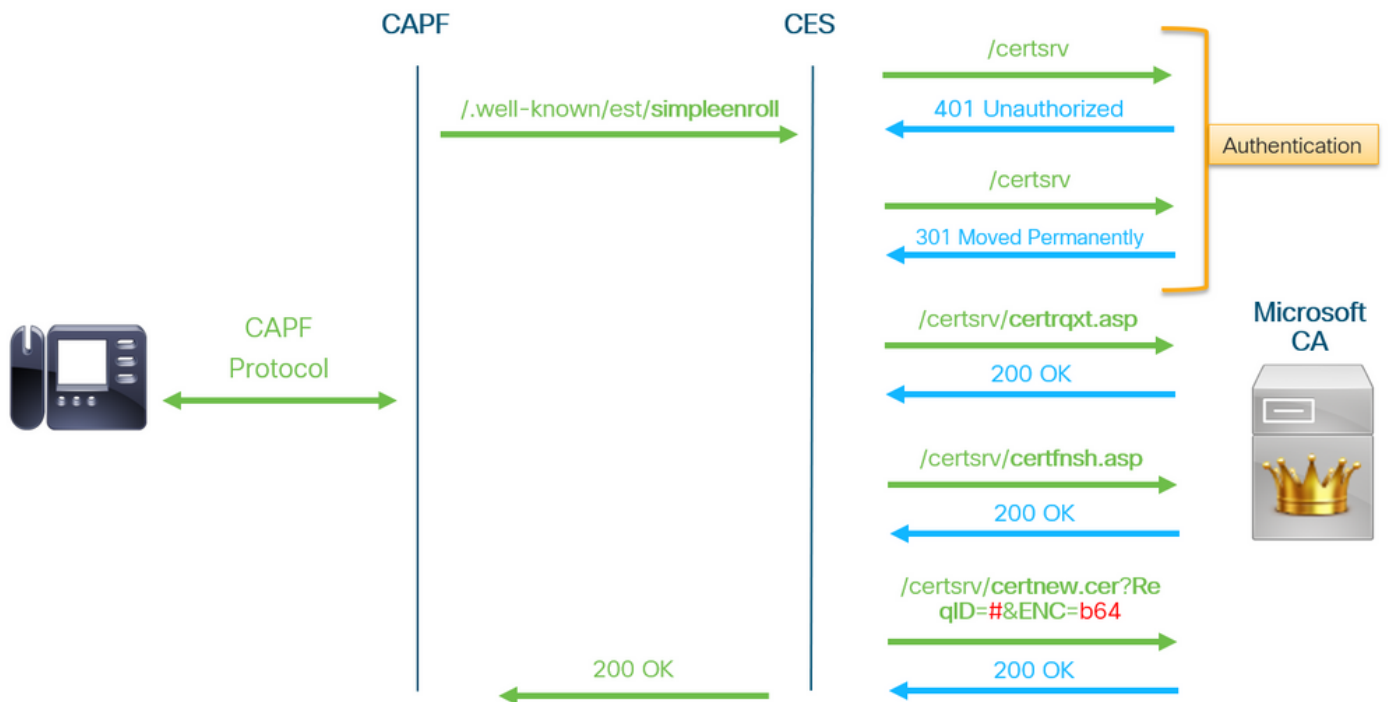 CAPF
CES
/certsrv
/.well-known/est/simpleenroll
401 Unauthorized
Authentication
/certsrv
301 Moved Permanently
CAPF
Protocol
/certsrv/certrqxt.asp
200 OK
Microsoft
CA
/certsrv/certfnsh.asp
200 OK
/certsrv/certnew.cer?Re
qID=#&ENC=b64
200 OK
200 OK